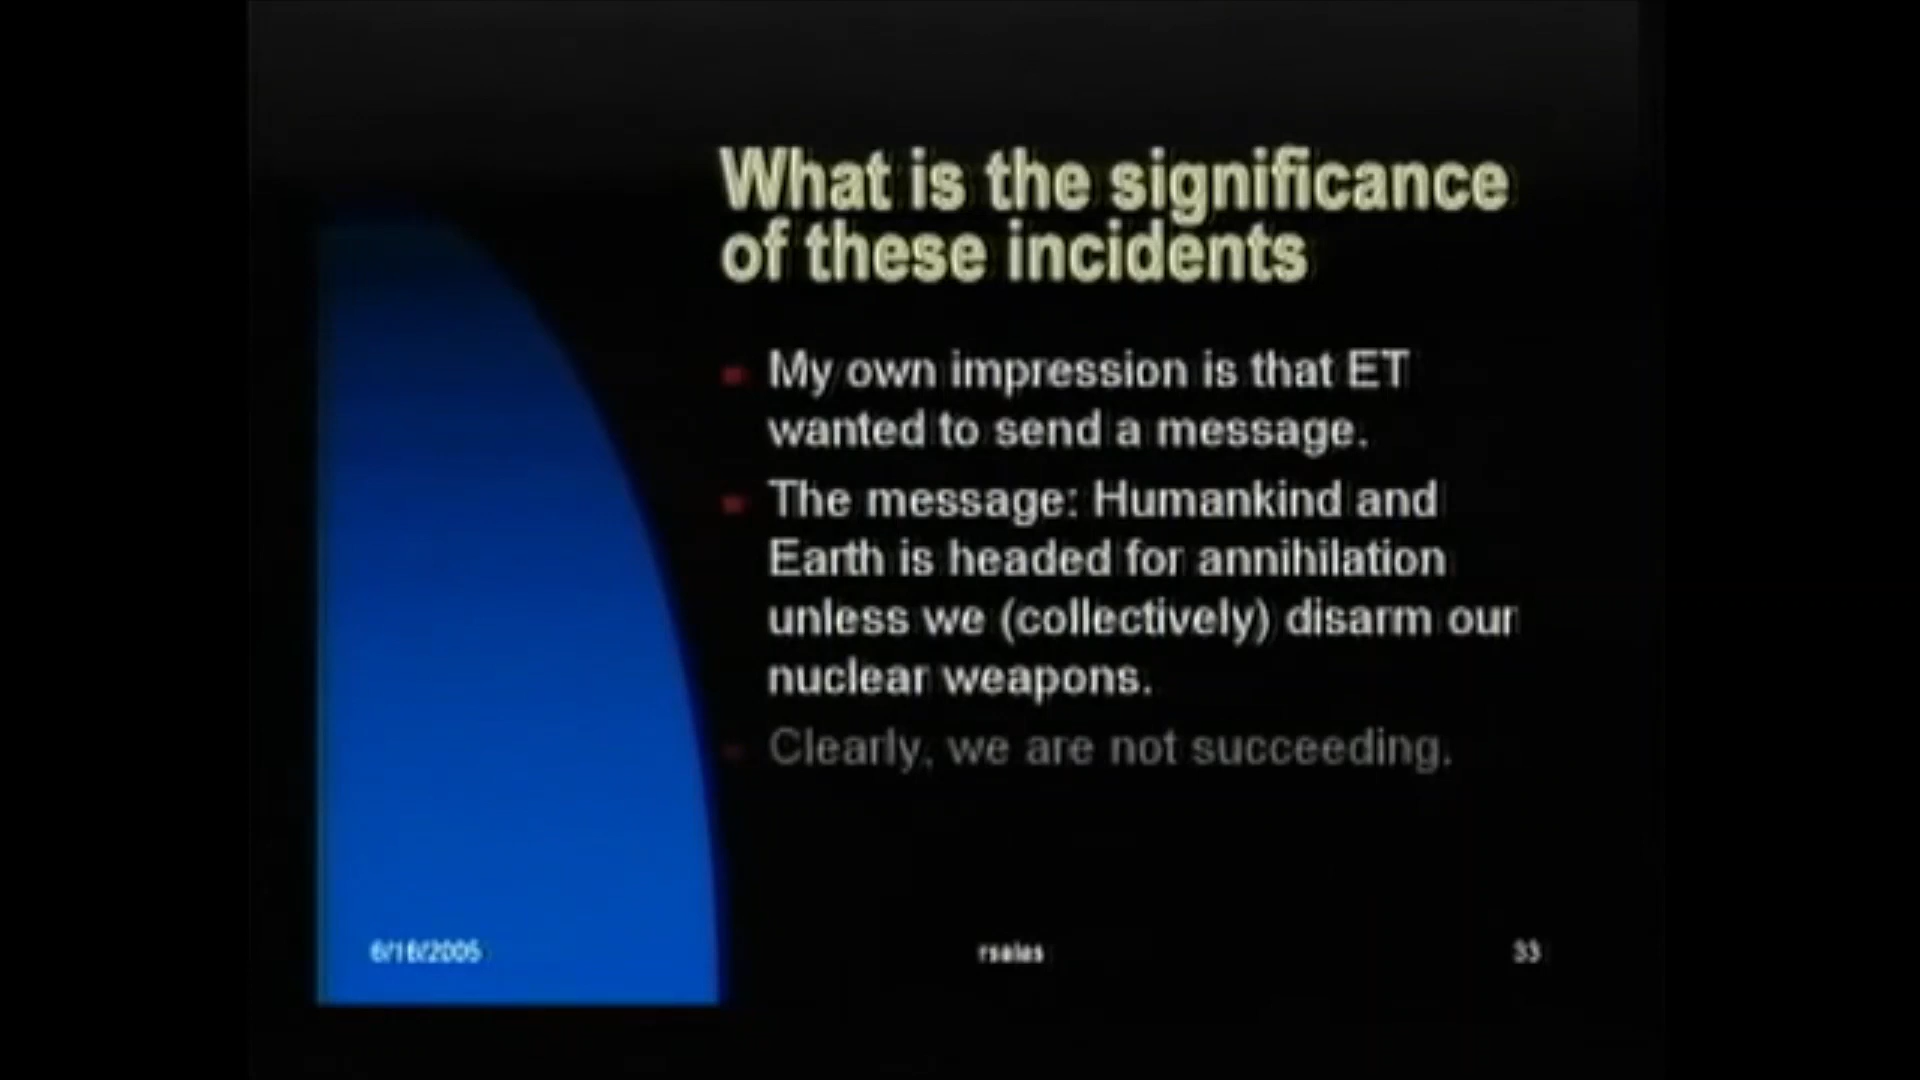 What is the significance
of these incidents
My own impression is that ET
wanted to send a message.
The message: Humankind and
Earth is headed for annihilation
unless we (collectively) disarm our
nuclear weapons.
Clearly, we are not succeeding.
6/16/2005
rsalas
33